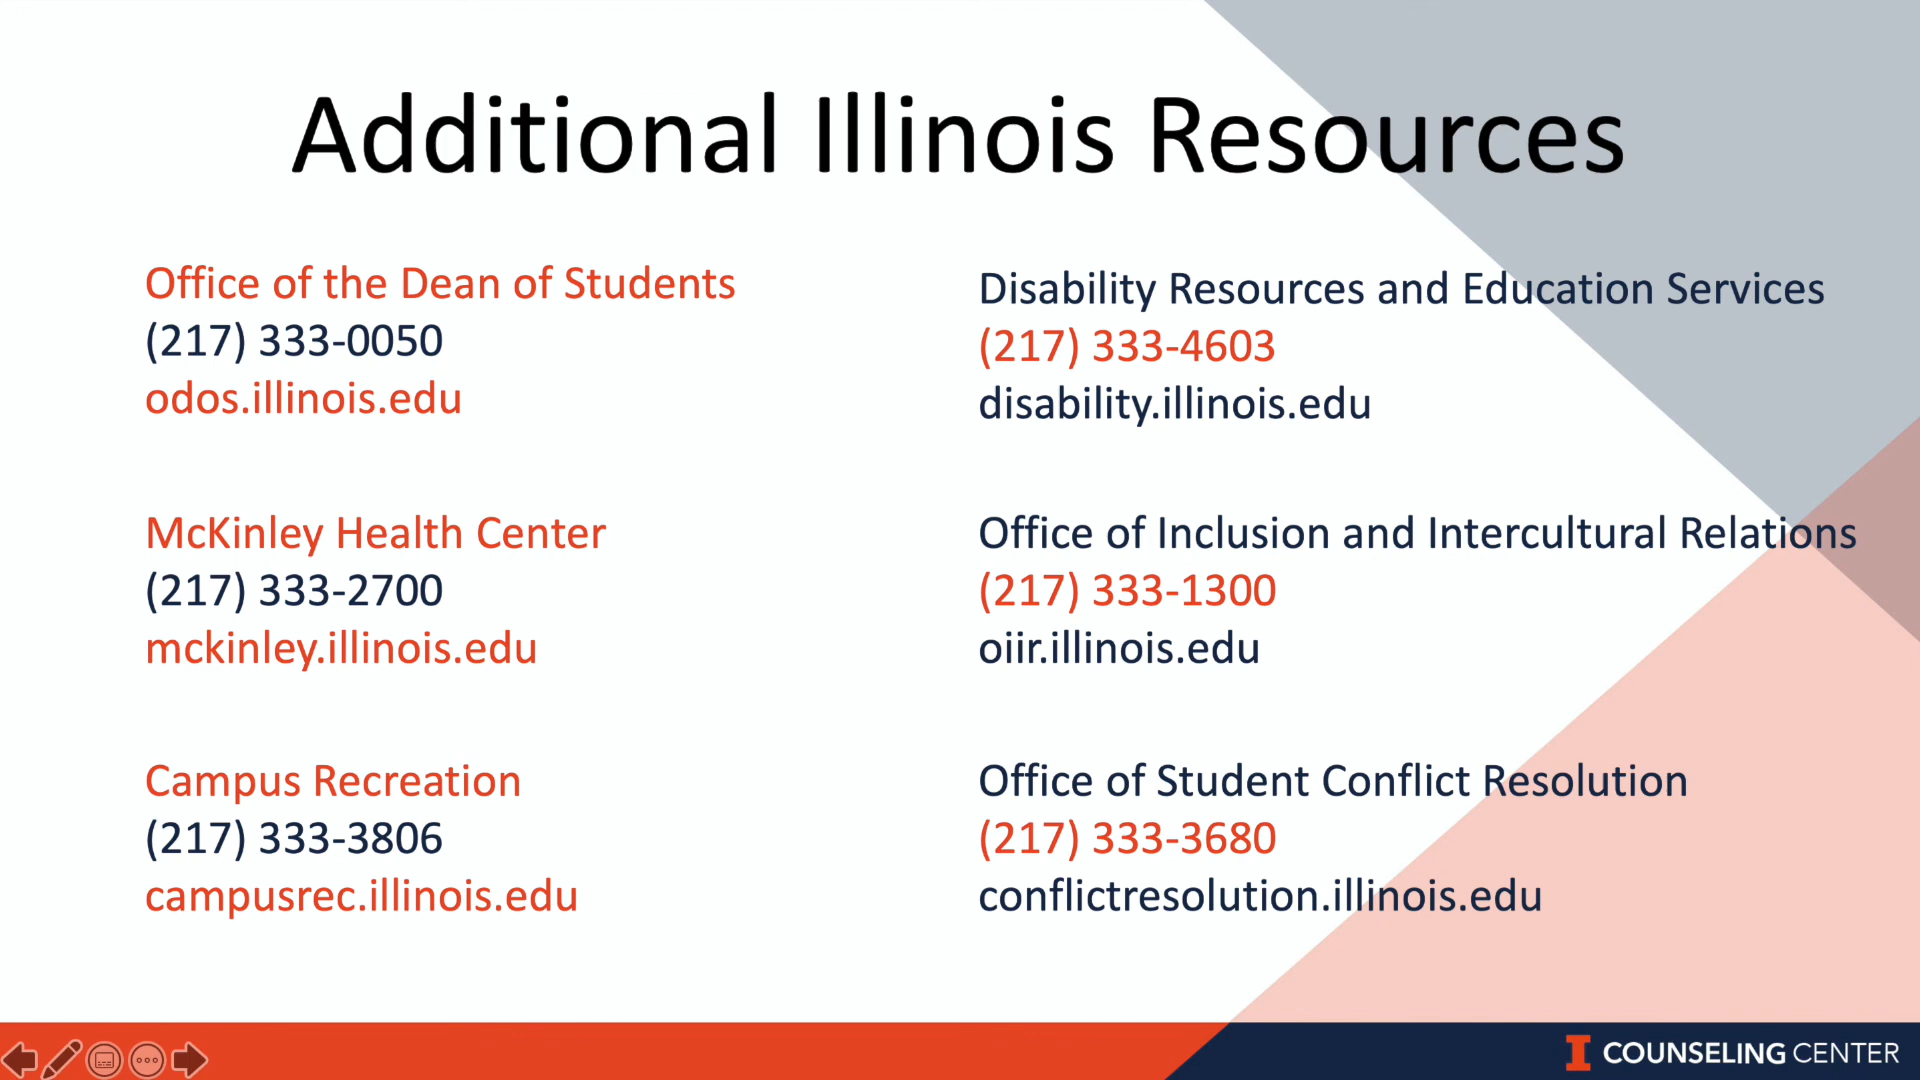 Additional Illinois Resources
Office of the Dean of Students
(217) 333-0050
odos.illinois.edu
McKinley Health Center
(217) 333-2700
mckinley.illinois.edu
Campus Recreation
(217) 333-3806
campusrec.illinois.edu
Disability Resources and Education Services
(217) 333-4603
disability.illinois.edu
Office of Inclusion and Intercultural Relations
(217) 333-1300
oiir.illinois.edu
Office of Student Conflict Resolution
(217) 333-3680
conflictresolution.illinois.edu
I COUNSELING CENTER